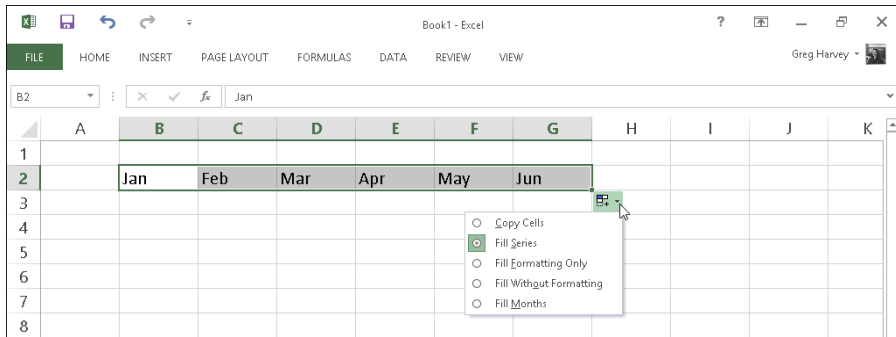 Book1 - Excel ?
FILE HOME INSERT PAGE LAYOUT FORMULAS DATA REVIEW VIEW Greg Harvey
B2 fx Jan
A B C D E F G H I J K
1
2 Jan Feb Mar Apr May Jun
3
4 Copy Cells
5 Fill Series
Fill Formatting Only
6 Fill Without Formatting
7 Fill Months
8